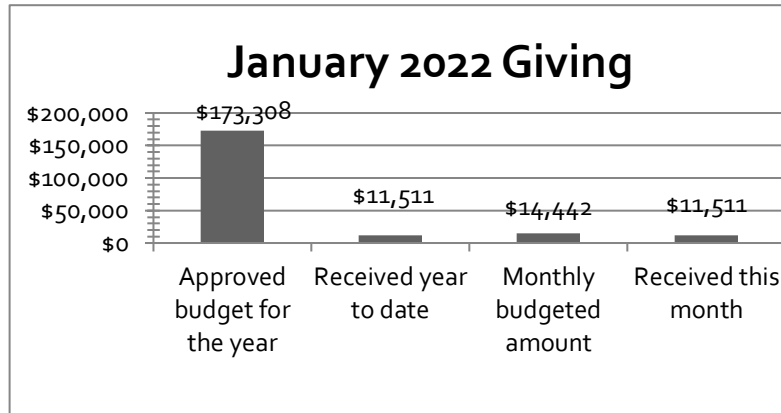 January 2022 Giving
$200,000
$150,000
$100,000
$50,000
$0
$173,308
$11,511
$14,442
$11,511
Approved
budget for
the year
Received year
to date
Monthly
budgeted
amount
Received this
month